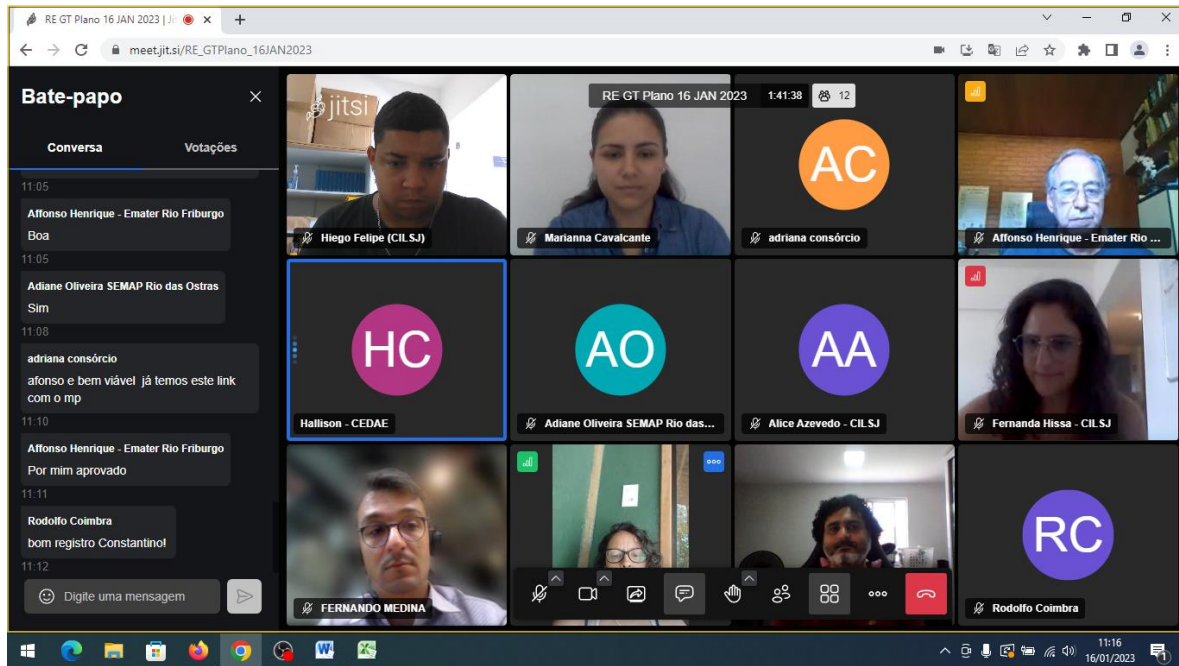 RE GT Plano 16 JAN 2023 | Ji
meet.jit.si/RE_GTPlano_16JAN2023
Bate-papo
Conversa
Votações
11:05
Affonso Henrique - Emater Rio Friburgo
Boa
11:05
Adiane Oliveira SEMAP Rio das Ostras
Sim
11:08
adriana consórcio
afonso e bem viável já temos este link
com o mp
11:10
Affonso Henrique - Emater Rio Friburgo
Por mim aprovado
11:11
Rodolfo Coimbra
bom registro Constantino!
11:12
Digite uma mensagem
jitsi
RE GT Plano 16 JAN 2023 1:41:38 12
Hiego Felipe (CILSJ)
Marianna Cavalcante
AC
adriana consórcio
Affonso Henrique - Emater Rio ...
HC
Hallison - CEDAE
AO
Adiane Oliveira SEMAP Rio das...
AA
Alice Azevedo - CILSJ
Fernanda Hissa - CILSJ
FERNANDO MEDINA
RC
Rodolfo Coimbra
11:16
16/01/2023
1